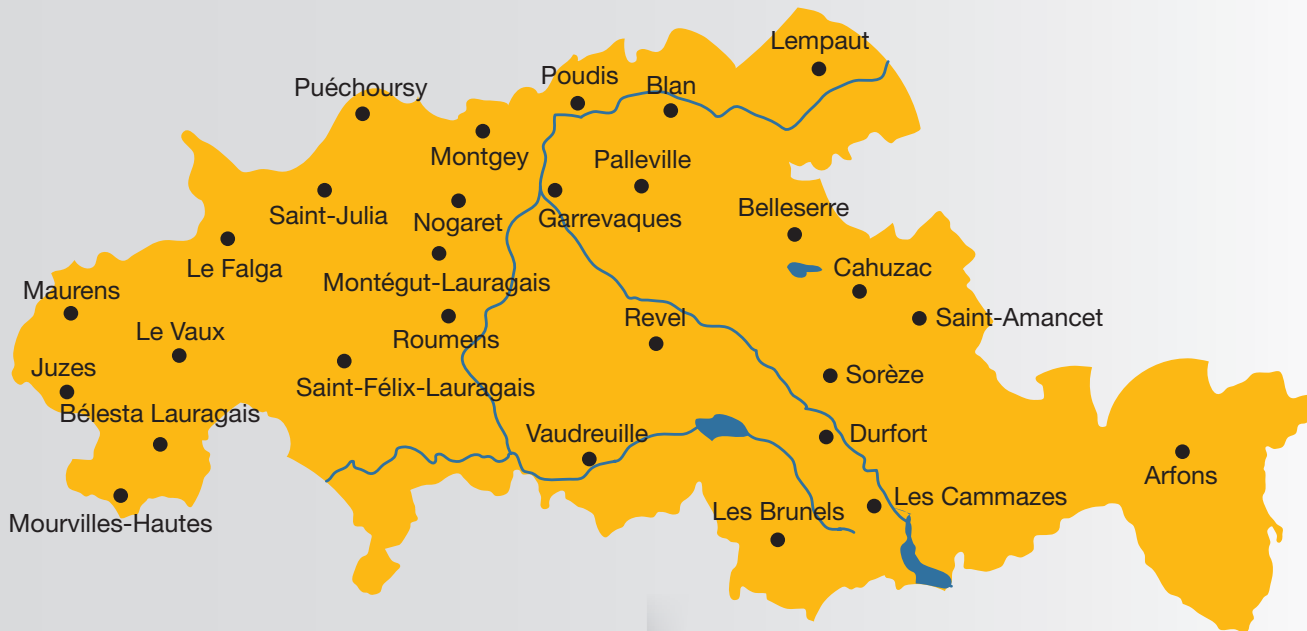 Lempaut
Poudis
Blan
Puéchoursy
Montgey
Palleville
Saint-Julia
Nogaret
Garrevaques
Belleserre
Le Falga
Cahuzac
Montégut-Lauragais
Maurens
Le Vaux
Roumens
Revel
Saint-Amancet
Juzes
Saint-Félix-Lauragais
Sorèze
Bélesta Lauragais
Vaudreuille
Durfort
Arfons
Les Cammazes
Les Brunels
Mourvilles-Hautes